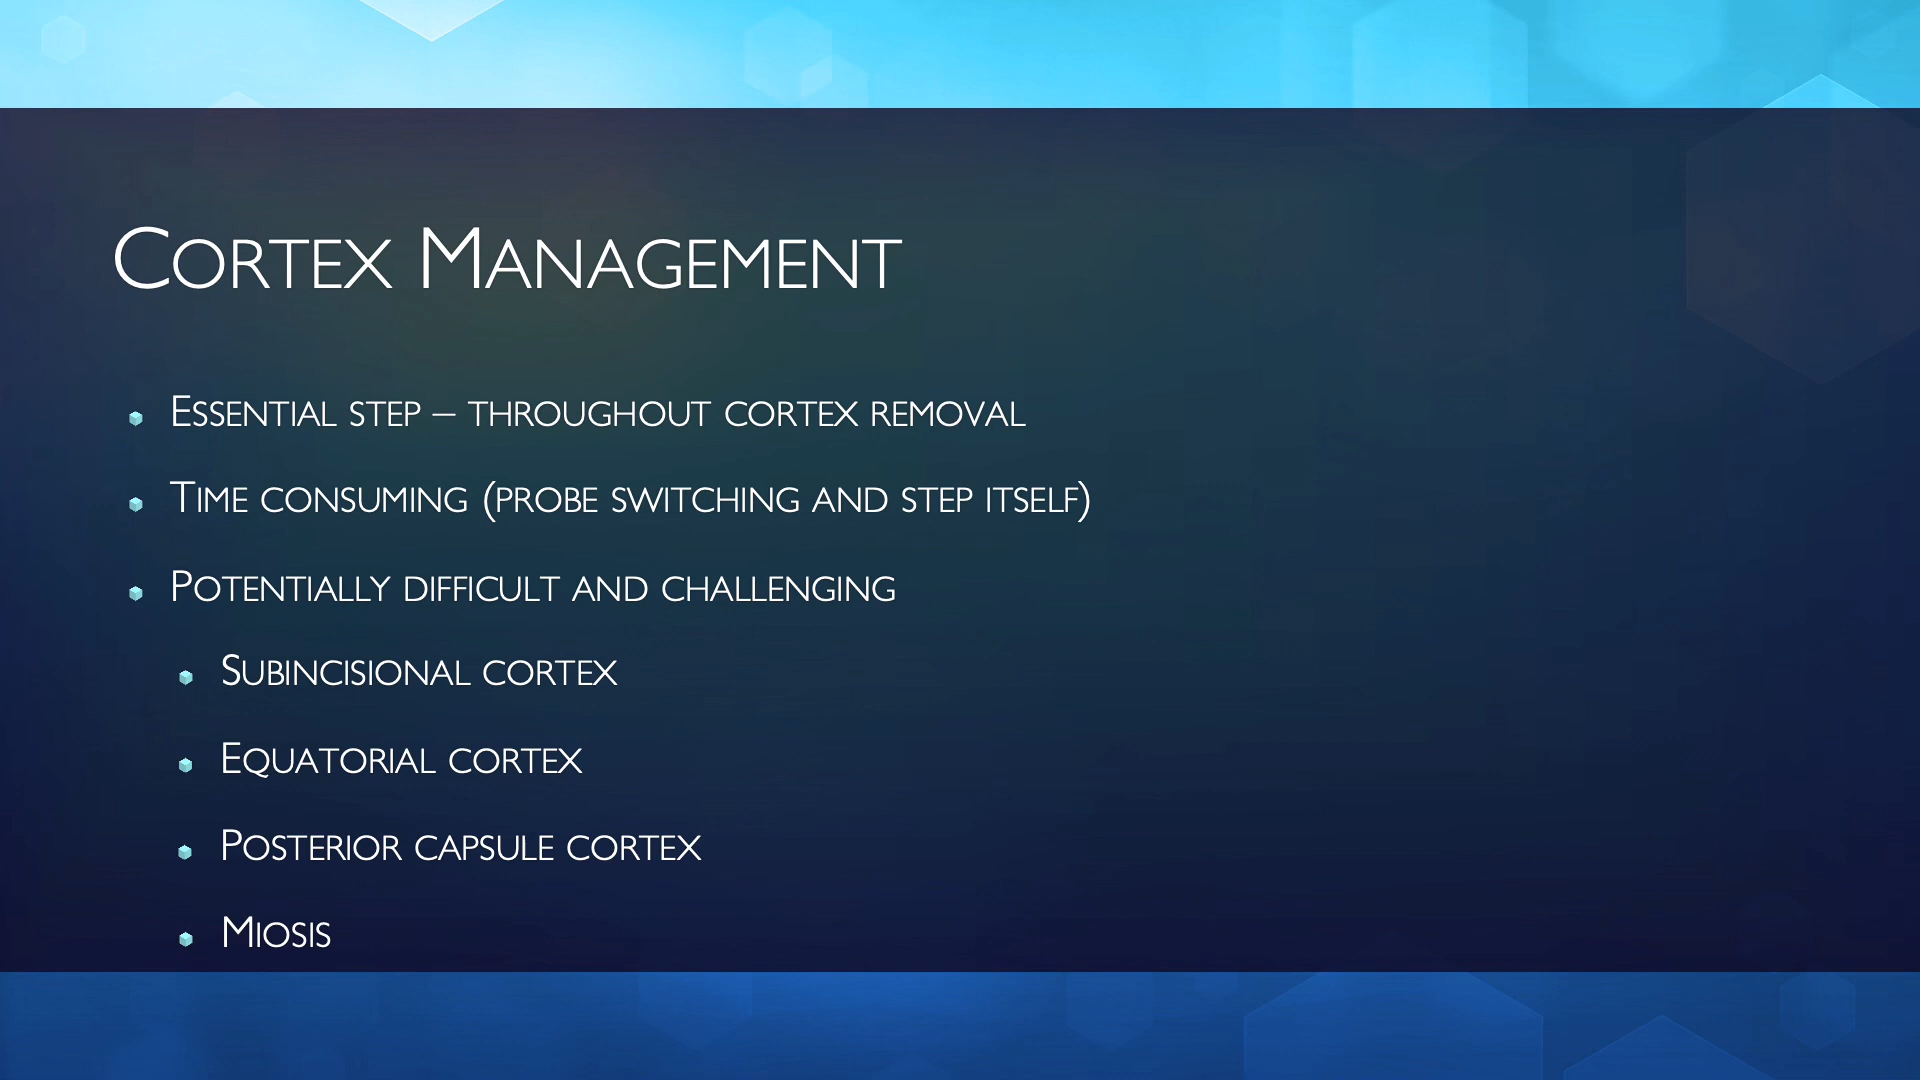 Cortex Management
Essential step – throughout cortex removal
Time consuming (probe switching and step itself)
Potentially difficult and challenging
Subincisional cortex
Equatorial cortex
Posterior capsule cortex
Miosis